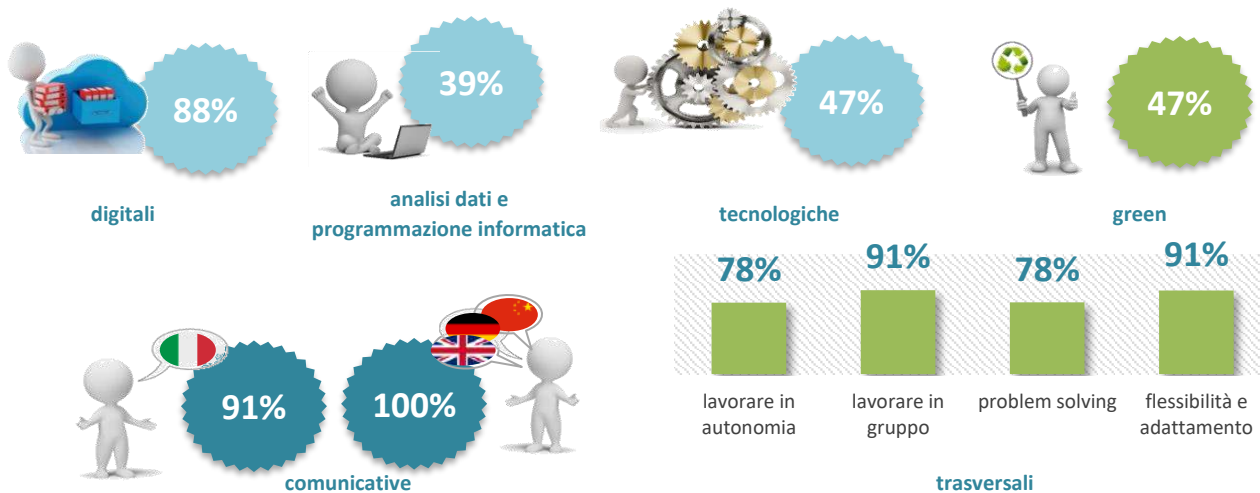 88%
39%
47%
47%
digitali
analisi dati e
programmazione informatica
tecnologiche
green
91%
100%
comunicative
78%
91%
78%
91%
lavorare in
autonomia
lavorare in
gruppo
problem solving
flessibilità e
adattamento
trasversali